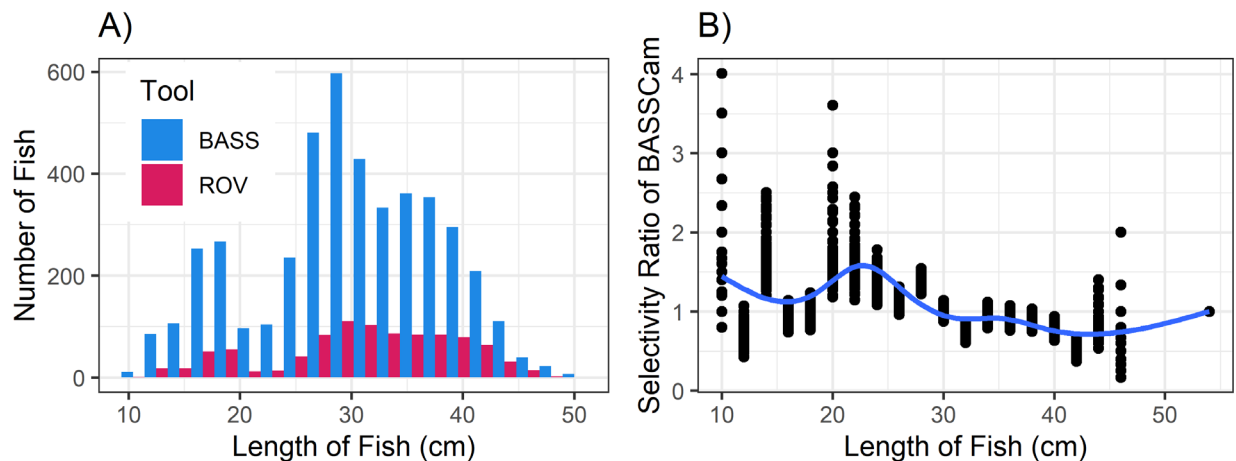 A)
Number of Fish
600
400
200
0
Tool
BASS
ROV
10 20 30 40 50
Length of Fish (cm)
B)
Selectivity Ratio of BASSCam
4
3
2
1
0
10 20 30 40 50
Length of Fish (cm)